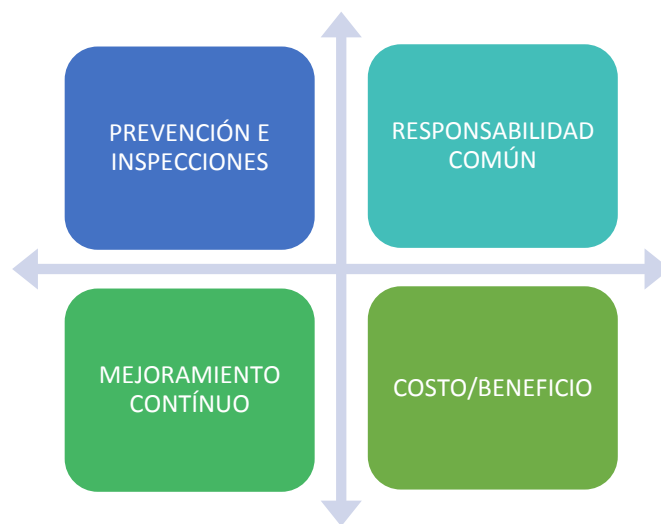 PREVENCIÓN E
INSPECCIONES
RESPONSABILIDAD
COMÚN
MEJORAMIENTO
CONTÍNUO
COSTO/BENEFICIO